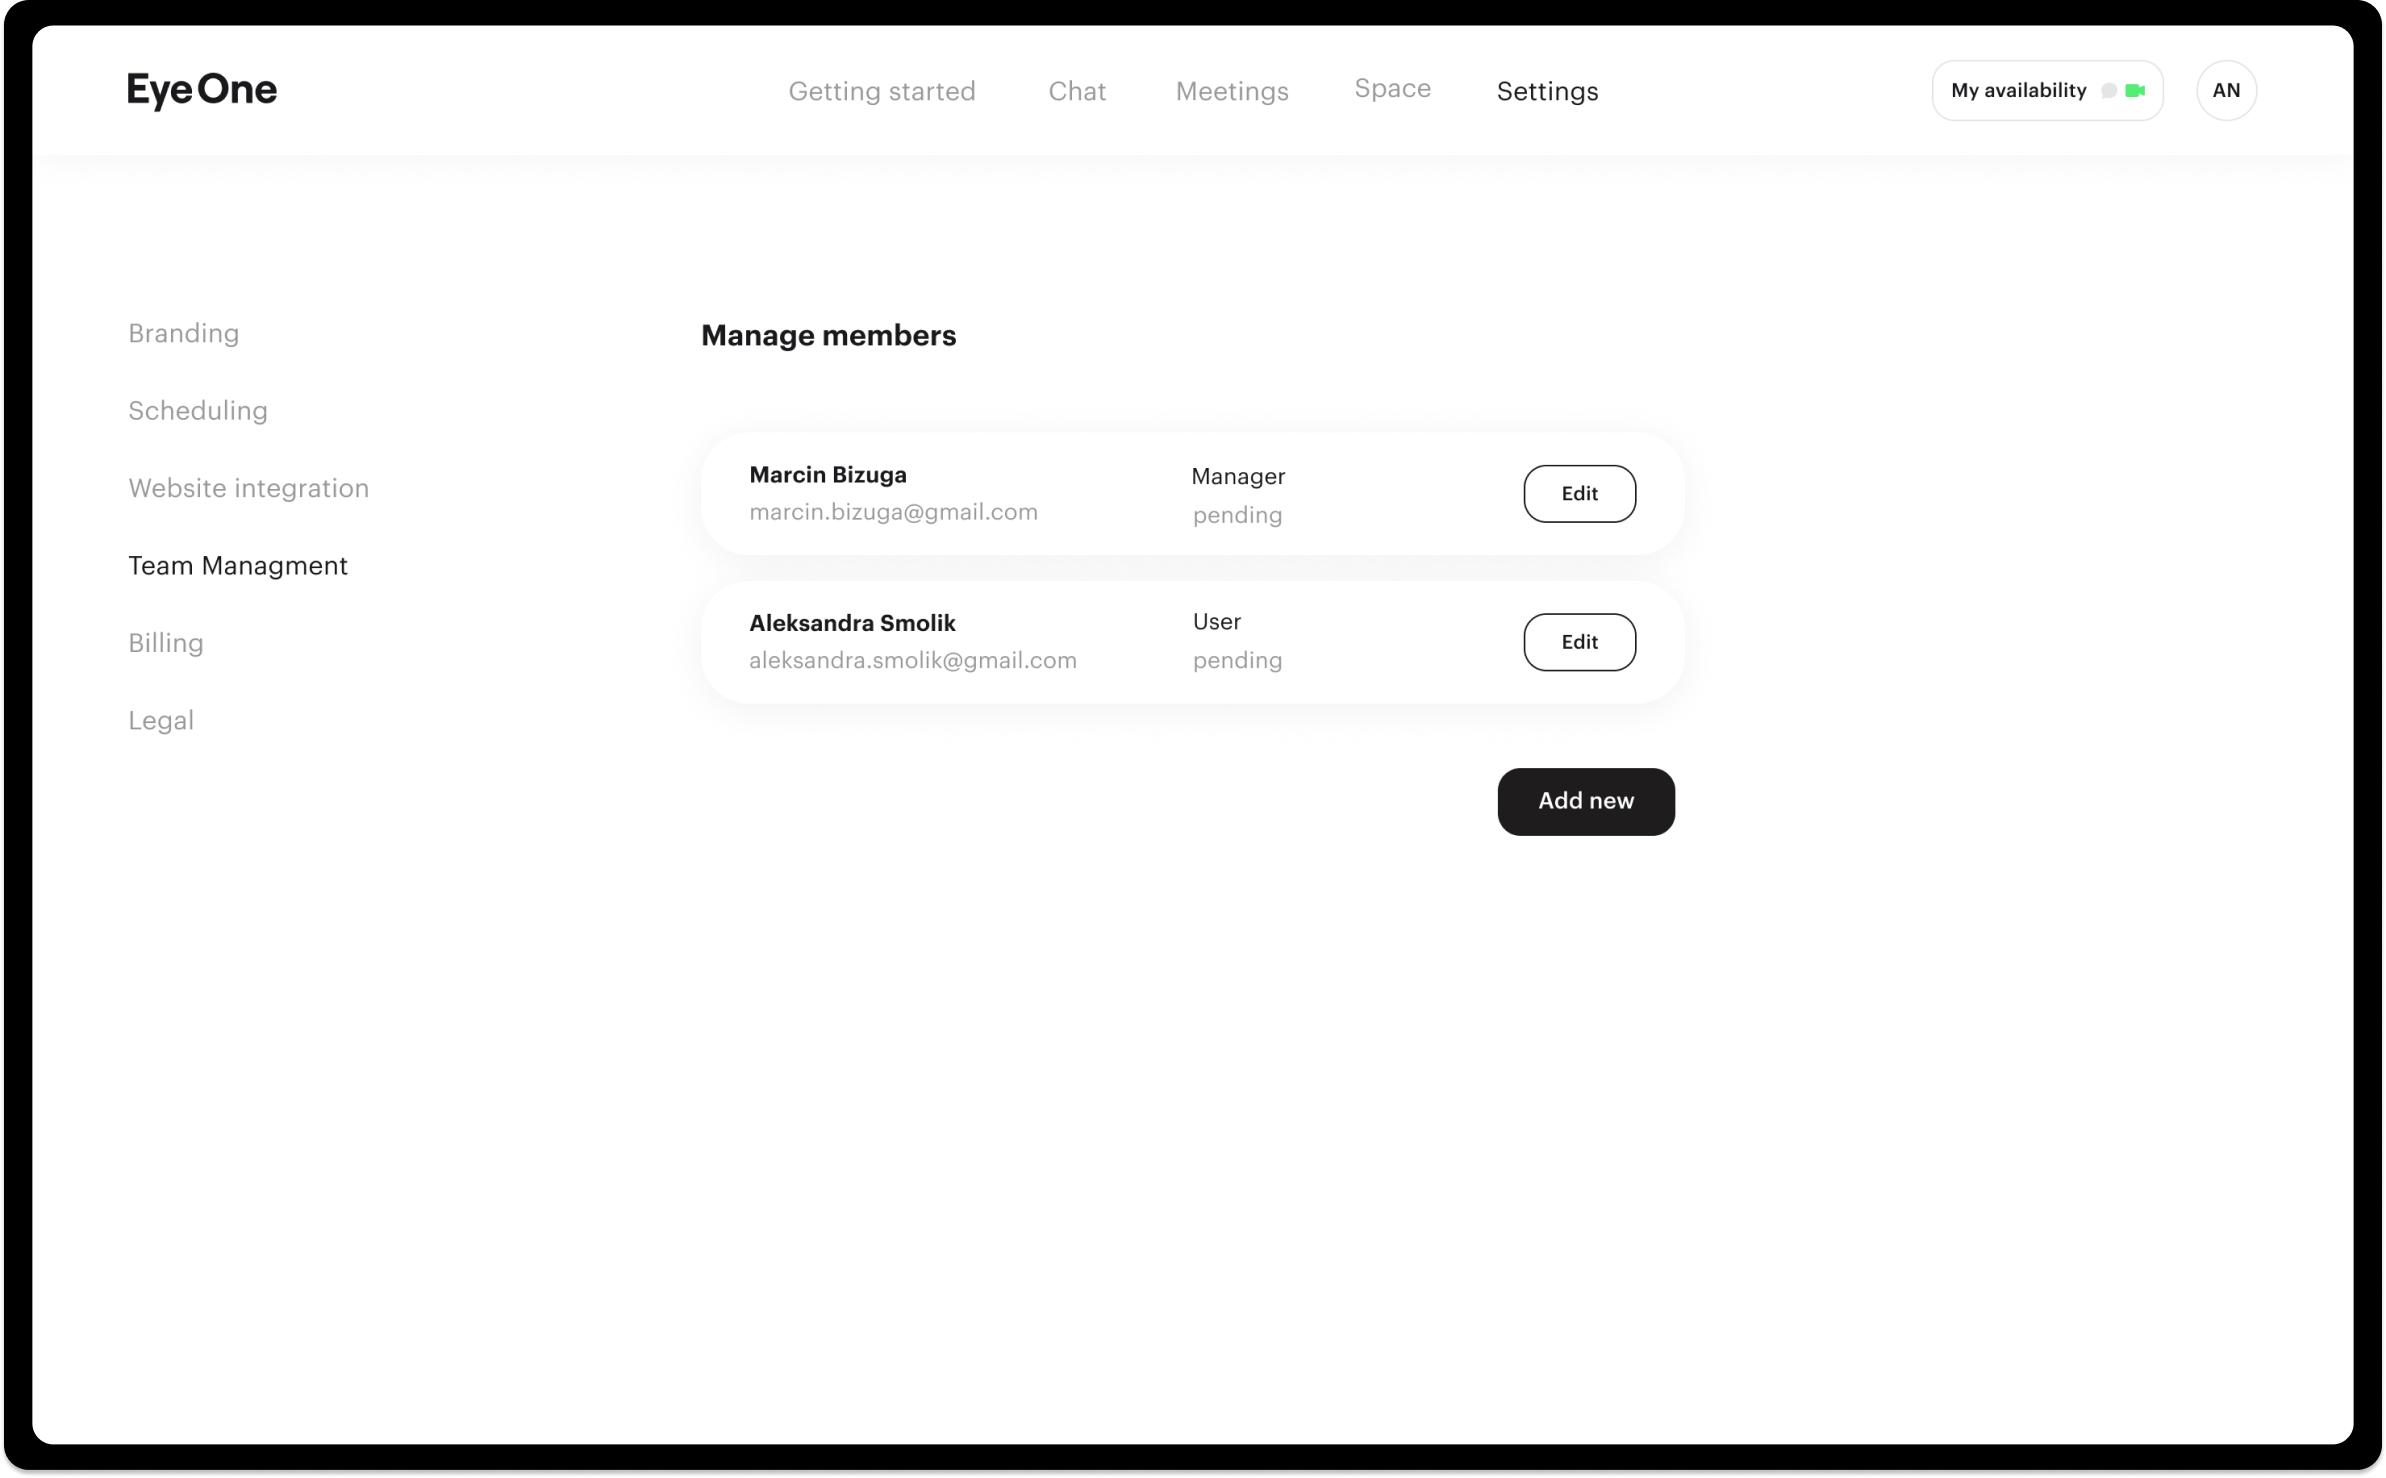 EyeOne
Getting started
Chat
Meetings
Space
Settings
My availability
AN
Branding
Scheduling
Website integration
Team Managment
Billing
Legal
Manage members
Marcin Bizuga
marcin.bizuga@gmail.com
Manager
pending
Edit
Aleksandra Smolik
aleksandra.smolik@gmail.com
User
pending
Edit
Add new